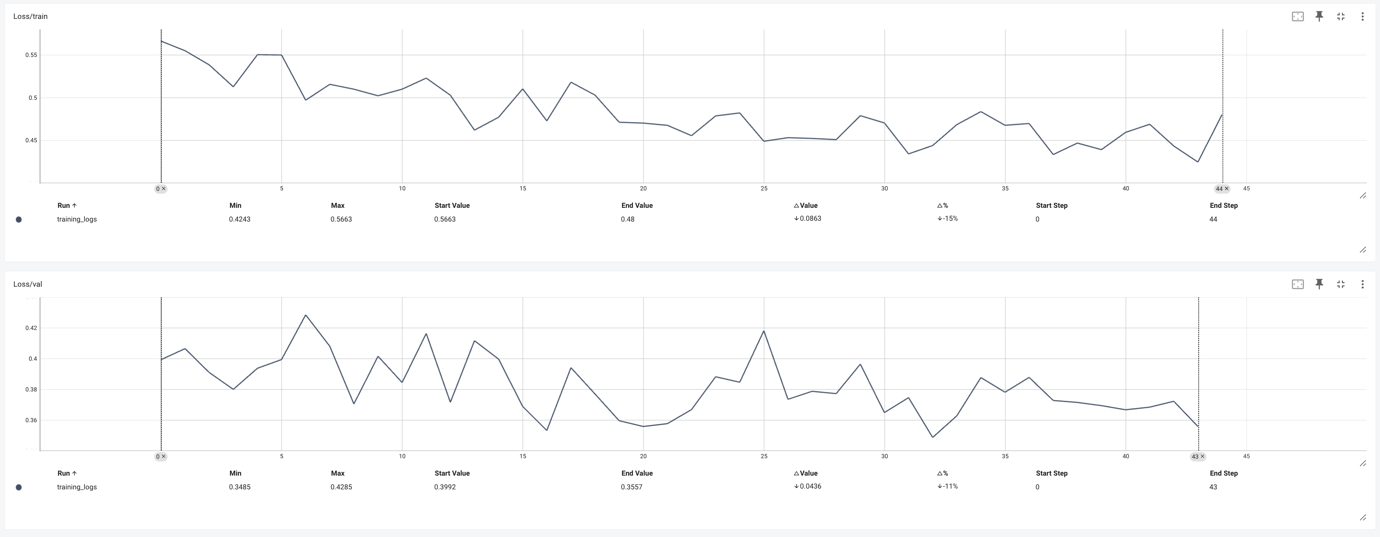 Loss/train
0.55
0.5
0.45
0 × 5 10 15 20 25 30 35 40 44 × 45
Run ↑ Min Max Start Value End Value △Value △% Start Step End Step
training_logs 0.4243 0.5663 0.5663 0.48 ↓0.0863 ↓-15% 0 44
Loss/val
0.42
0.4
0.38
0.36
0 × 5 10 15 20 25 30 35 40 43 × 45
Run ↑ Min Max Start Value End Value △Value △% Start Step End Step
training_logs 0.3485 0.4285 0.3992 0.3557 ↓0.0436 ↓-11% 0 43